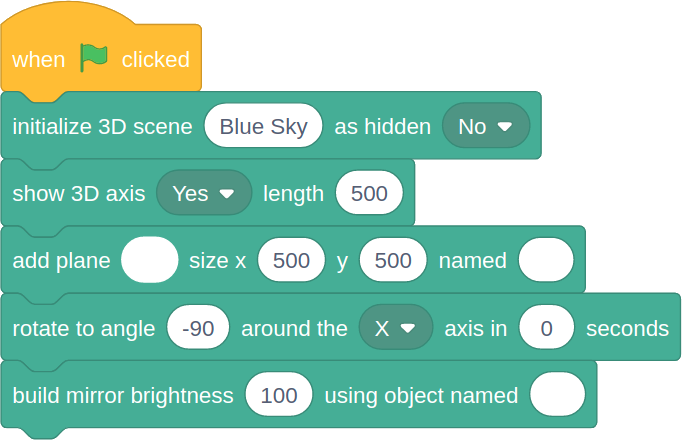 when clicked
initialize 3D scene Blue Sky as hidden No
show 3D axis Yes length 500
add plane size x 500 y 500 named
rotate to angle -90 around the X axis in 0 seconds
build mirror brightness 100 using object named